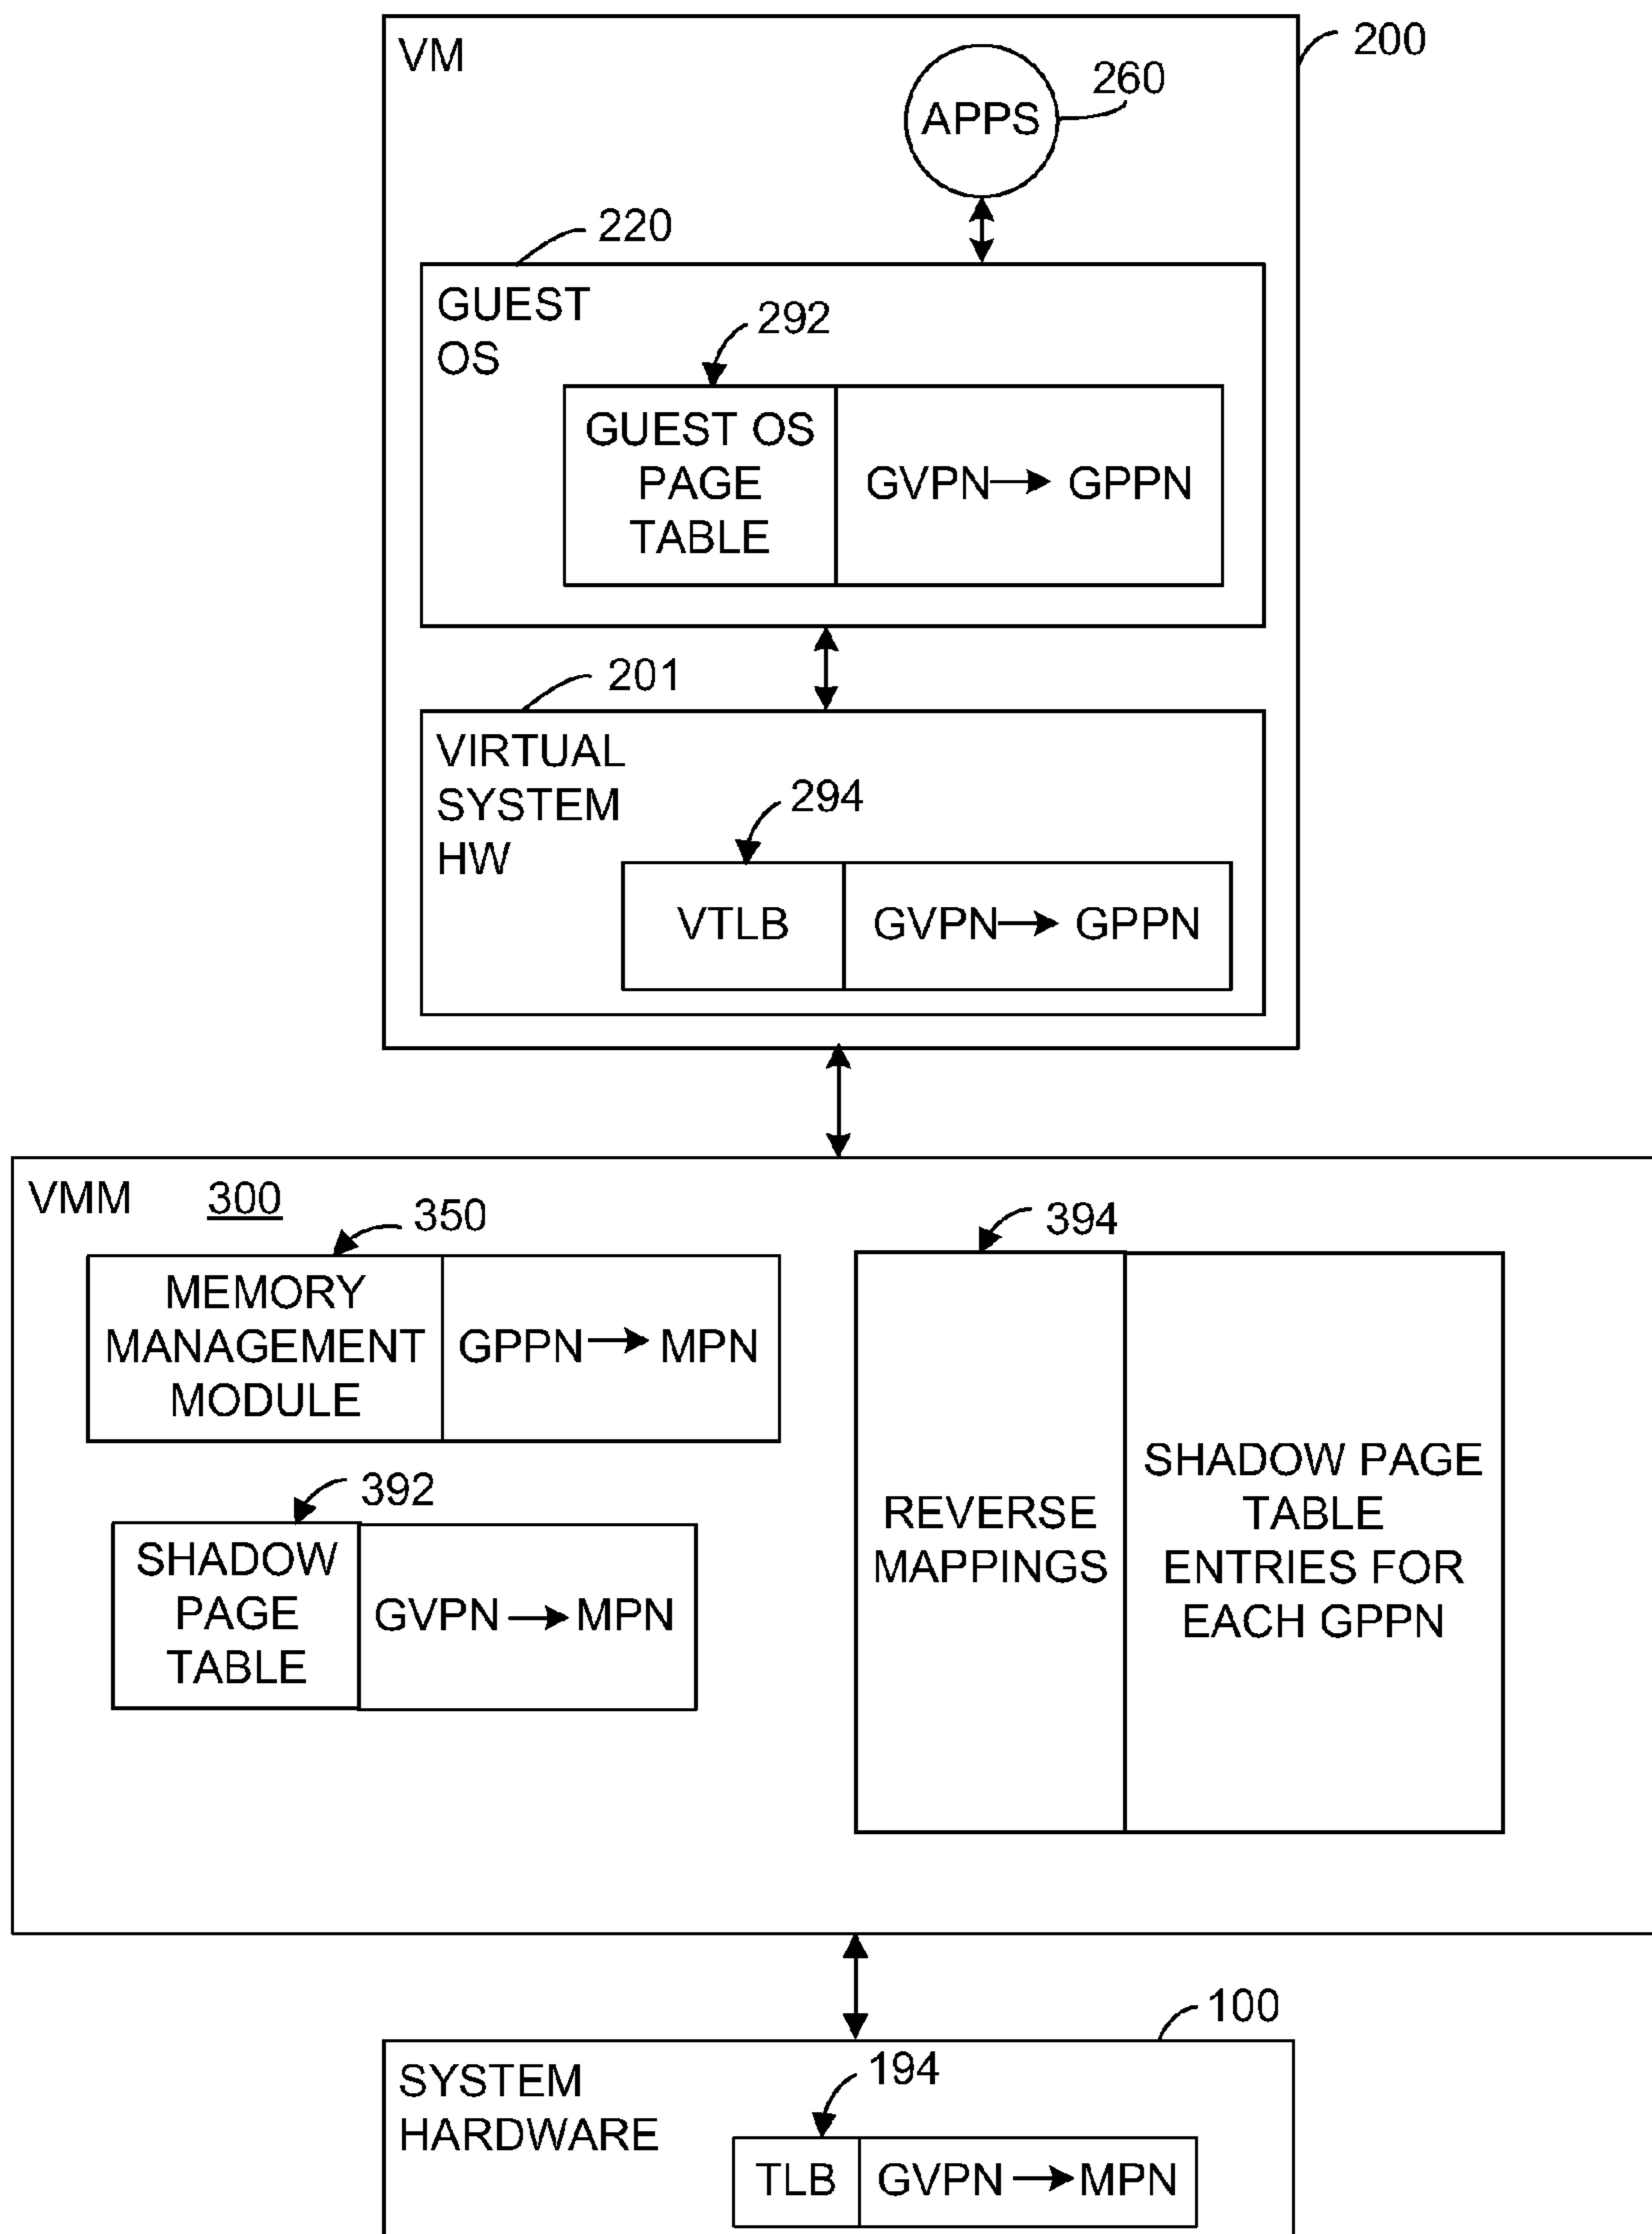 VM
200
260
APPS
220
GUEST
OS
292
GUEST OS
PAGE
TABLE
GVPN → GPPN
201
VIRTUAL
SYSTEM
HW
294
VTLB
GVPN → GPPN
VMM 300
350
MEMORY
MANAGEMENT
MODULE
GPPN → MPN
392
SHADOW
PAGE
TABLE
GVPN → MPN
394
REVERSE
MAPPINGS
SHADOW PAGE
TABLE
ENTRIES FOR
EACH GPPN
100
SYSTEM
HARDWARE
194
TLB
GVPN → MPN